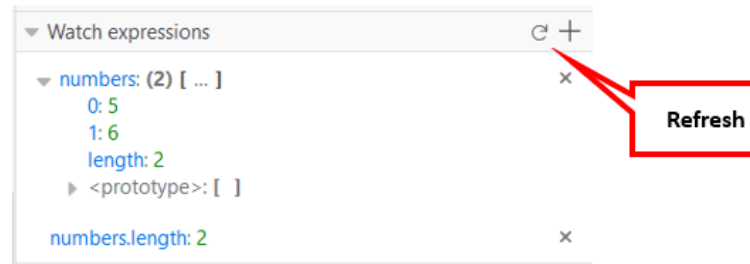 Watch expressions
numbers: (2) [ ... ]
0: 5
1: 6
length: 2
<prototype>: [ ]
numbers.length: 2
Refresh